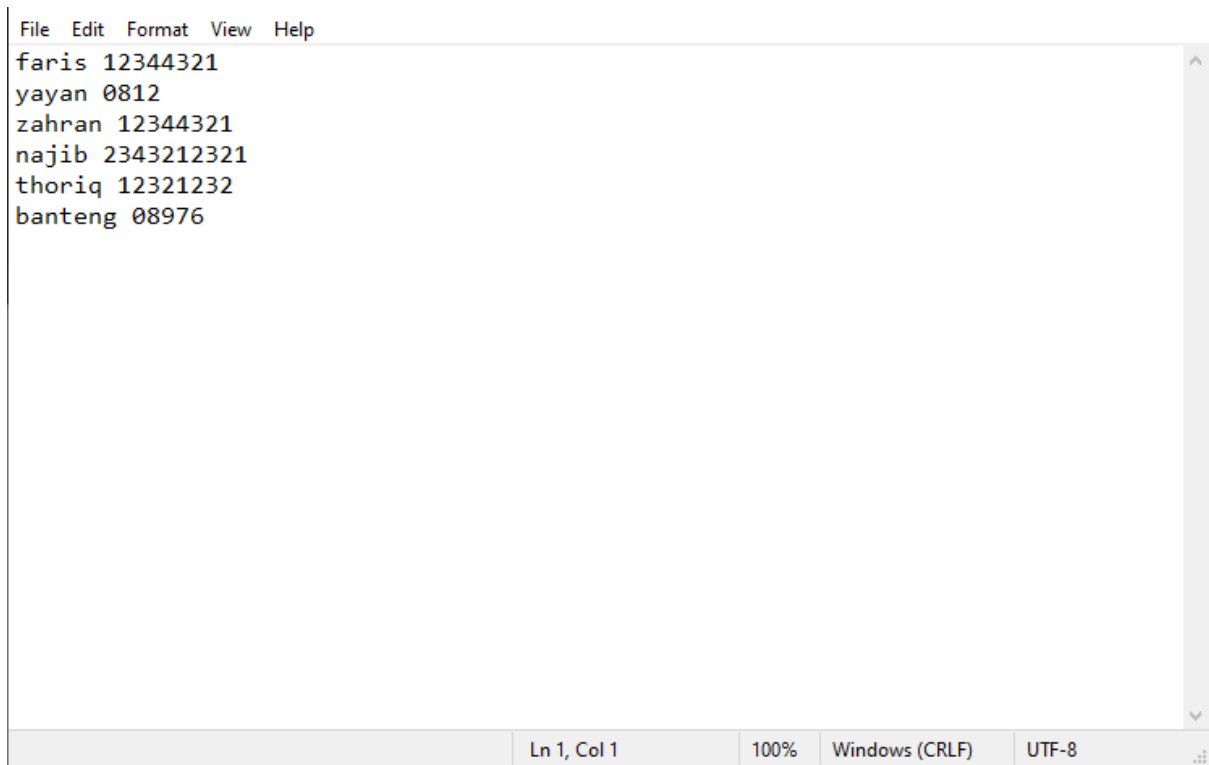 File Edit Format View Help
faris 12344321
yayan 0812
zahran 12344321
najib 2343212321
thoriq 12321232
banteng 08976
Ln 1, Col 1 100% Windows (CRLF) UTF-8